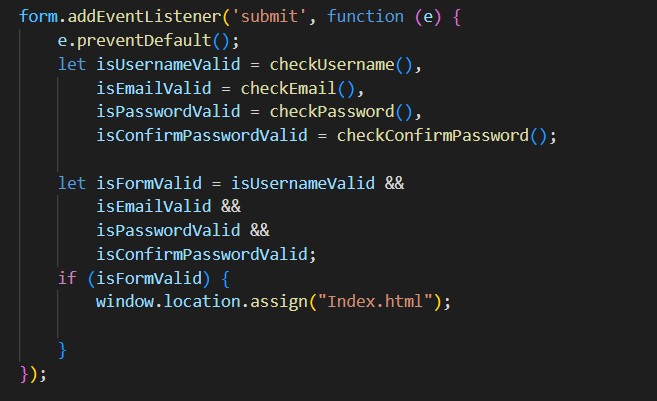 form.addEventListener('submit', function (e) {
    e.preventDefault();
    let isUsernameValid = checkUsername(),
        isEmailValid = checkEmail(),
        isPasswordValid = checkPassword(),
        isConfirmPasswordValid = checkConfirmPassword();

    let isFormValid = isUsernameValid &&
        isEmailValid &&
        isPasswordValid &&
        isConfirmPasswordValid;
    if (isFormValid) {
        window.location.assign("Index.html");

    }
});